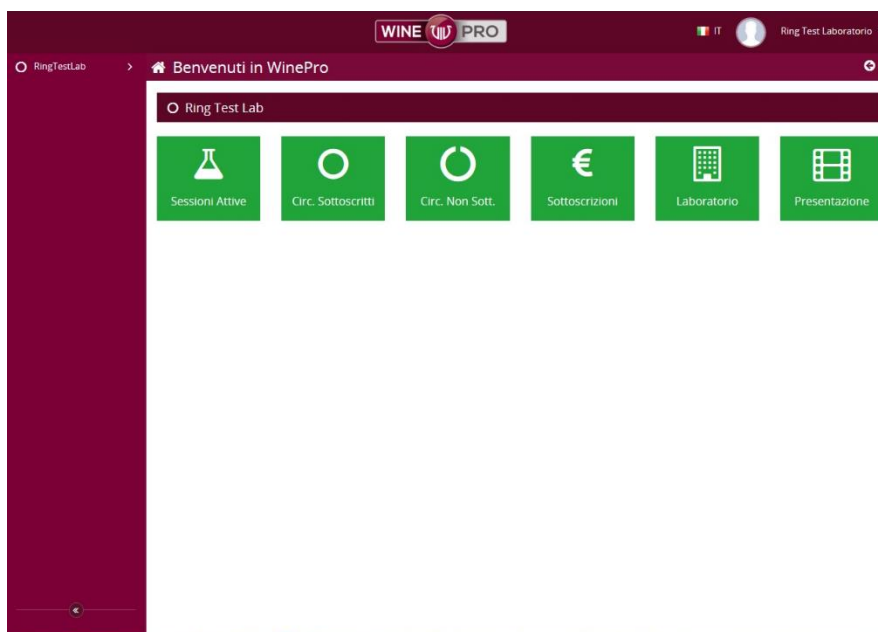 WINE W PRO
IT
Ring Test Laboratorio
RingTestLab
Benvenuti in WinePro
Ring Test Lab
Sessioni Attive
Circ. Sottoscritti
Circ. Non Sott.
€
Sottoscrizioni
Laboratorio
Presentazione